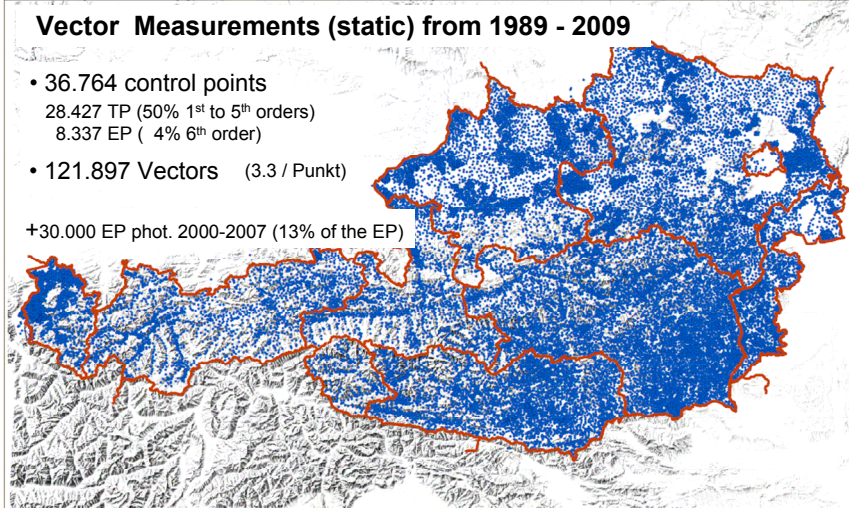 Vector Measurements (static) from 1989 - 2009
• 36.764 control points
28.427 TP (50% 1st to 5th orders)
8.337 EP ( 4% 6th order)
• 121.897 Vectors (3.3 / Punkt)
+30.000 EP phot. 2000-2007 (13% of the EP)